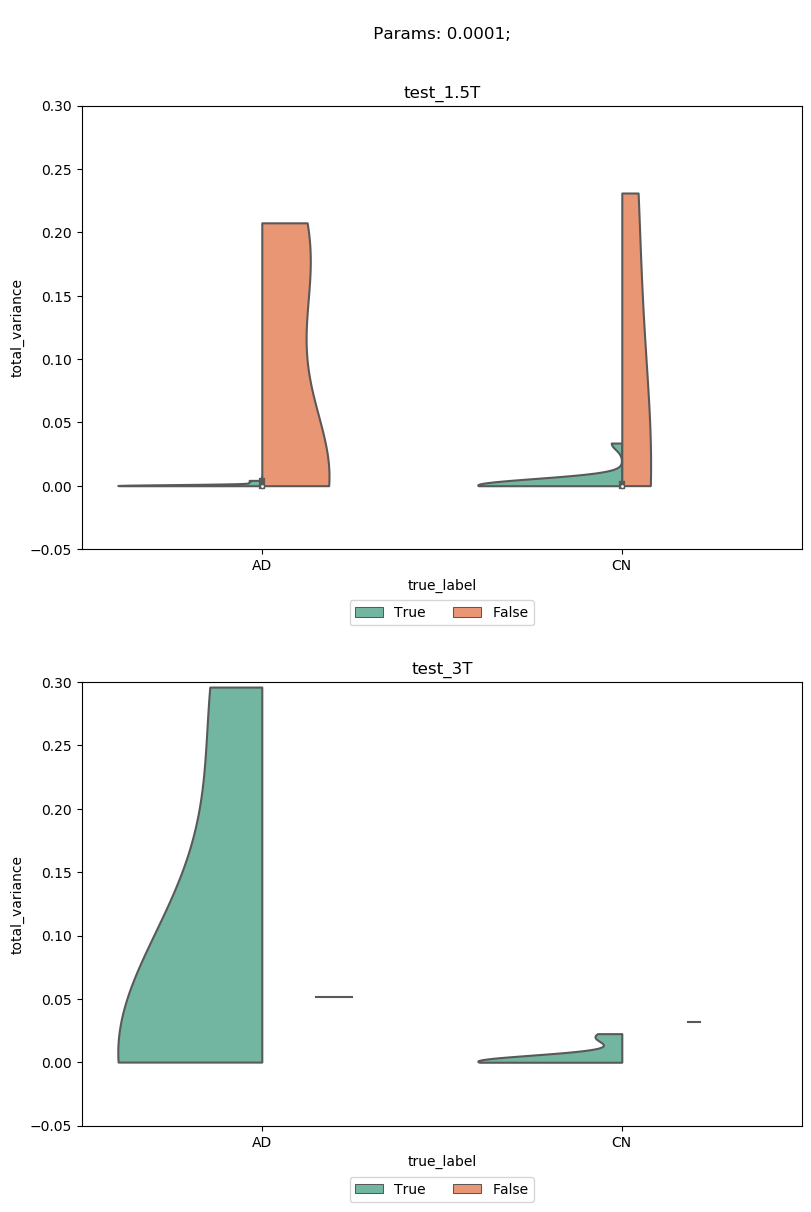 Params: 0.0001;
test_1.5T
0.30
0.25
0.20
0.15
0.10
0.05
0.00
−0.05
total_variance
AD
CN
true_label
True
False
test_3T
0.30
0.25
0.20
0.15
0.10
0.05
0.00
−0.05
total_variance
AD
CN
true_label
True
False